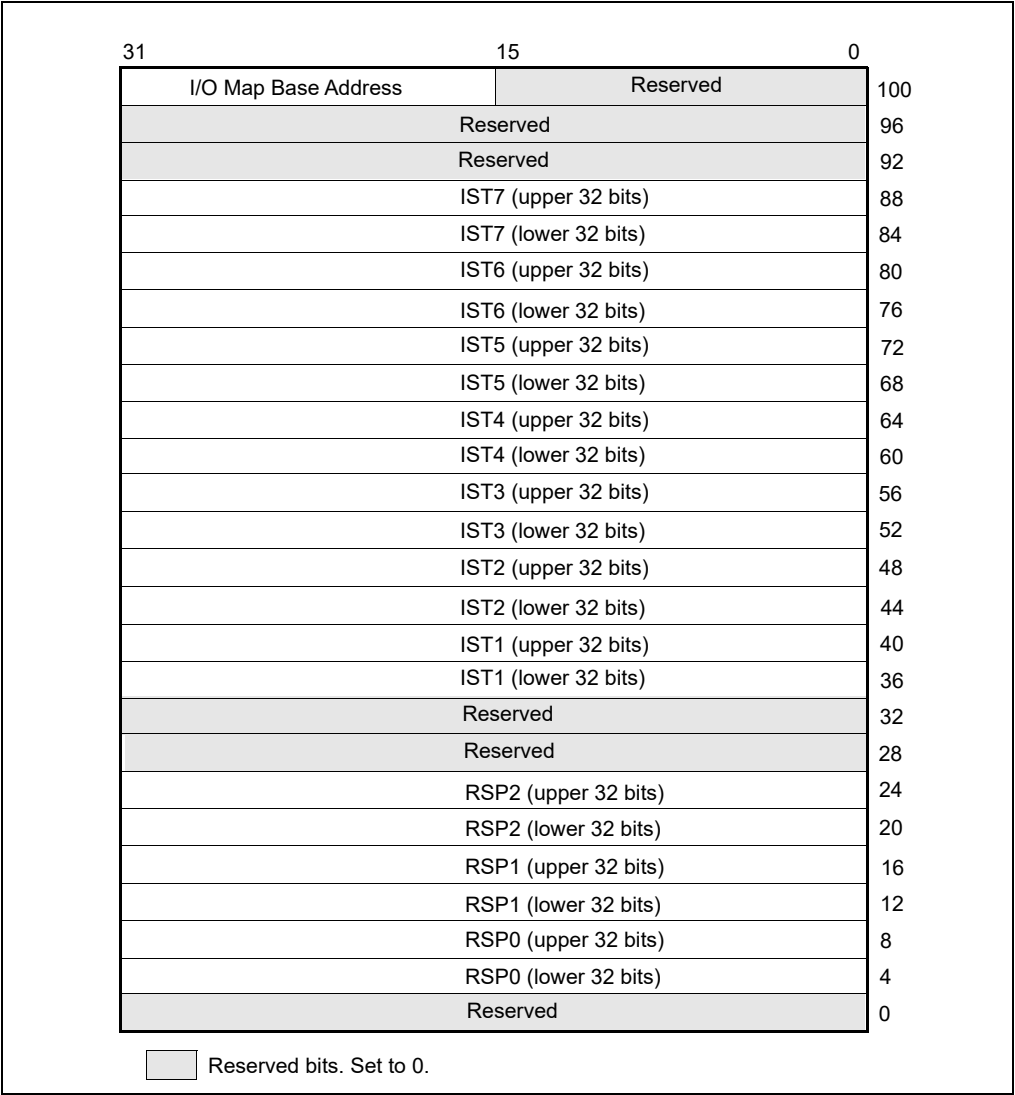 31 15 0
I/O Map Base Address Reserved 100
Reserved 96
Reserved 92
IST7 (upper 32 bits) 88
IST7 (lower 32 bits) 84
IST6 (upper 32 bits) 80
IST6 (lower 32 bits) 76
IST5 (upper 32 bits) 72
IST5 (lower 32 bits) 68
IST4 (upper 32 bits) 64
IST4 (lower 32 bits) 60
IST3 (upper 32 bits) 56
IST3 (lower 32 bits) 52
IST2 (upper 32 bits) 48
IST2 (lower 32 bits) 44
IST1 (upper 32 bits) 40
IST1 (lower 32 bits) 36
Reserved 32
Reserved 28
RSP2 (upper 32 bits) 24
RSP2 (lower 32 bits) 20
RSP1 (upper 32 bits) 16
RSP1 (lower 32 bits) 12
RSP0 (upper 32 bits) 8
RSP0 (lower 32 bits) 4
Reserved 0
Reserved bits. Set to 0.